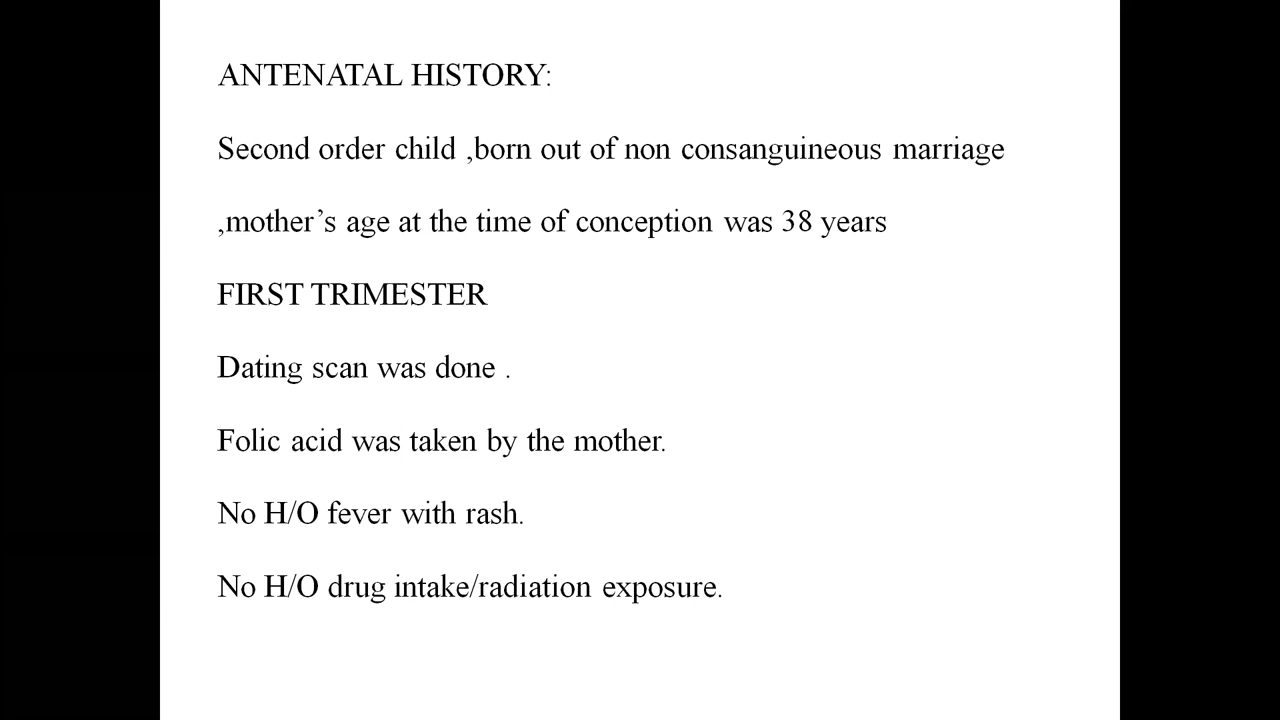 ANTENATAL HISTORY:
Second order child ,born out of non consanguineous marriage
,mother’s age at the time of conception was 38 years
FIRST TRIMESTER
Dating scan was done .
Folic acid was taken by the mother.
No H/O fever with rash.
No H/O drug intake/radiation exposure.